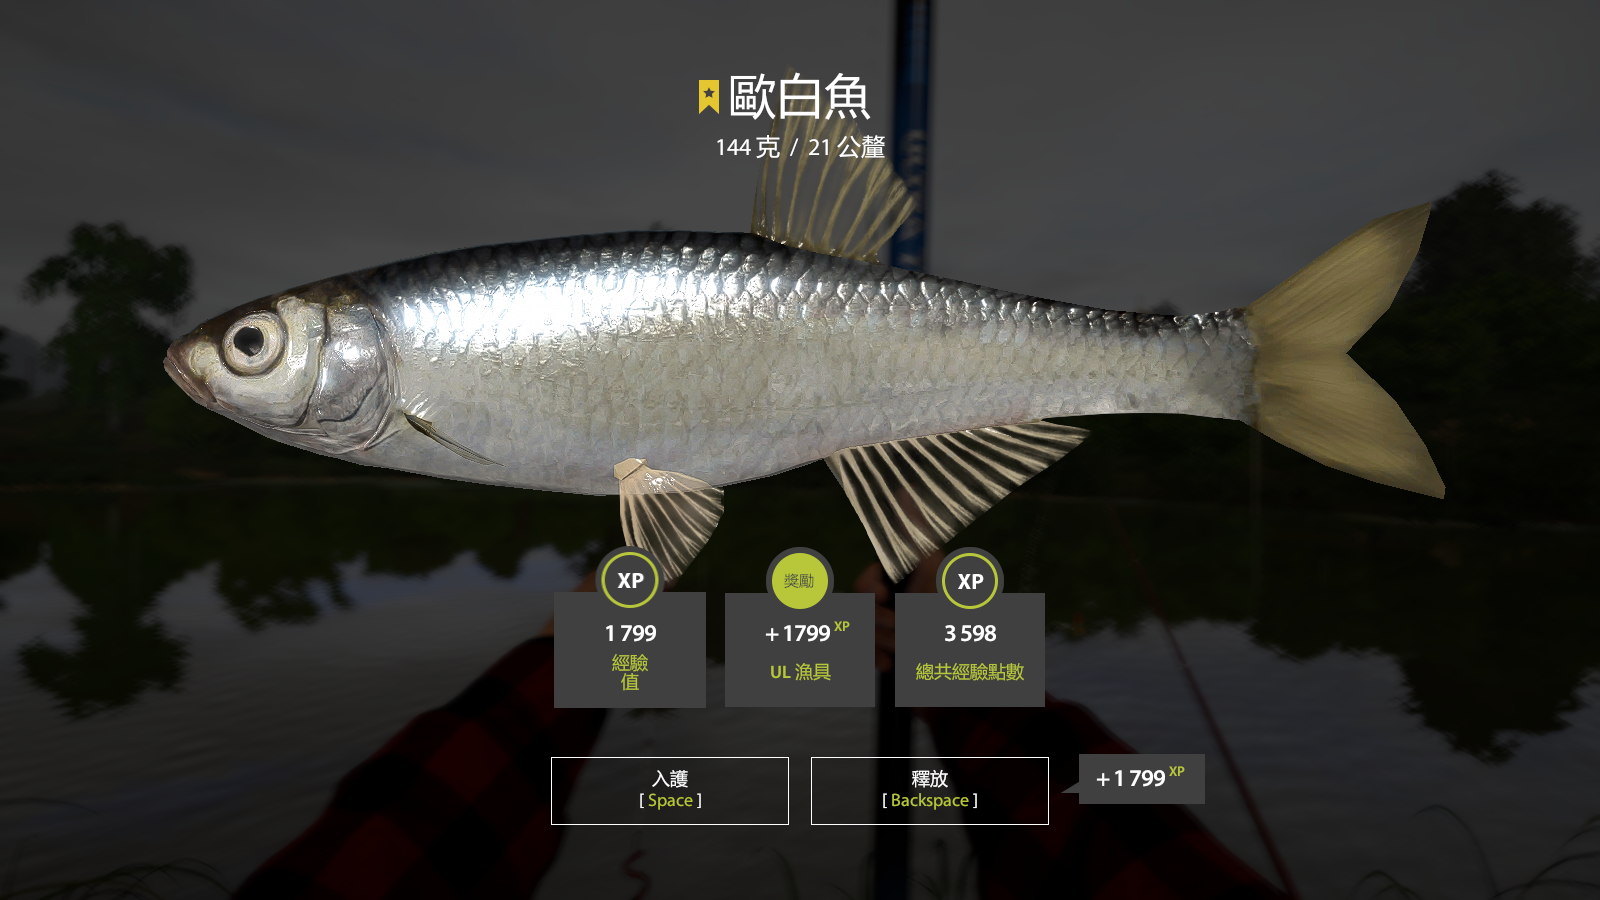 歐白魚
144 克 / 21 公釐
XP
獎勵
XP
1 799
經驗
值
+1799 XP
UL 漁具
3 598
總共經驗點數
入護
[ Space ]
釋放
[ Backspace ]
+1 799 XP